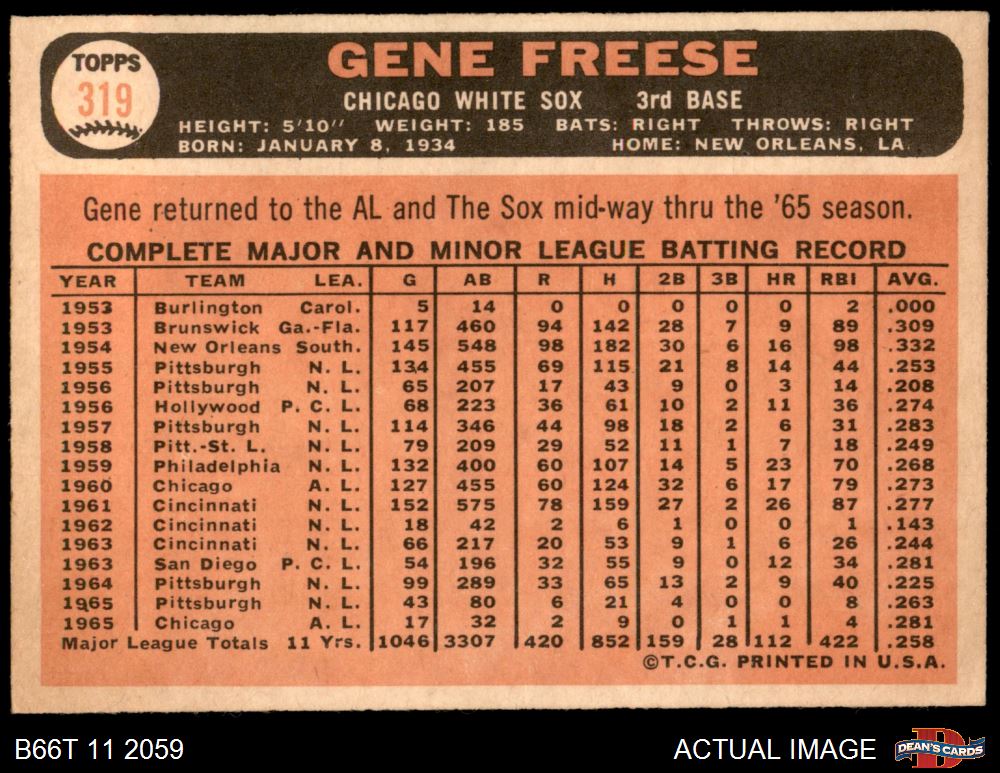 TOPPS
319
GENE FREESE
CHICAGO WHITE SOX 3rd BASE
HEIGHT: 5'10" WEIGHT: 185 BATS: RIGHT THROWS: RIGHT
BORN: JANUARY 8, 1934 HOME: NEW ORLEANS, LA.
Gene returned to the AL and The Sox mid-way thru the '65 season.
COMPLETE MAJOR AND MINOR LEAGUE BATTING RECORD
YEAR TEAM LEA. G AB R H 2B 3B HR RBI AVG.
1953 Burlington Carol. 5 14 0 0 0 0 0 2 .000
1953 Brunswick Ga.-Fla. 117 460 94 142 28 7 9 89 .309
1954 New Orleans South. 145 548 98 182 30 6 16 98 .332
1955 Pittsburgh N. L. 134 455 69 115 21 8 14 44 .253
1956 Pittsburgh N. L. 65 207 17 43 9 0 3 14 .208
1956 Hollywood P. C. L. 68 223 36 61 10 2 11 36 .274
1957 Pittsburgh N. L. 114 346 44 98 18 2 6 31 .283
1958 Pitt.-St. L. N. L. 79 209 29 52 11 1 7 18 .249
1959 Philadelphia N. L. 132 400 60 107 14 5 23 70 .268
1960 Chicago A. L. 127 455 60 124 32 6 17 79 .273
1961 Cincinnati N. L. 152 575 78 159 27 2 26 87 .277
1962 Cincinnati N. L. 18 42 2 6 1 0 0 1 .143
1963 Cincinnati N. L. 66 217 20 53 9 1 6 26 .244
1963 San Diego P. C. L. 54 196 32 55 9 0 12 34 .281
1964 Pittsburgh N. L. 99 289 33 65 13 2 9 40 .225
1965 Pittsburgh N. L. 43 80 6 21 4 0 0 8 .263
1965 Chicago A. L. 17 32 2 9 0 1 1 4 .281
Major League Totals 11 Yrs. 1046 3307 420 852 159 28 112 422 .258
©T.C.G. PRINTED IN U.S.A.
B66T 11 2059 ACTUAL IMAGE DEAN'S CARDS